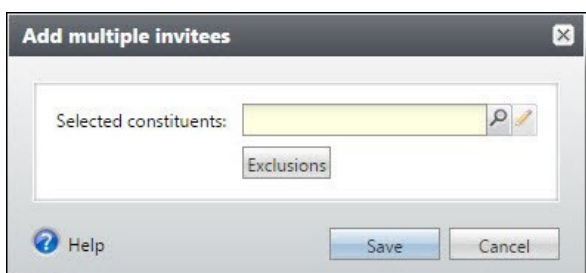 Add multiple invitees
Selected constituents:
Exclusions
Help
Save
Cancel